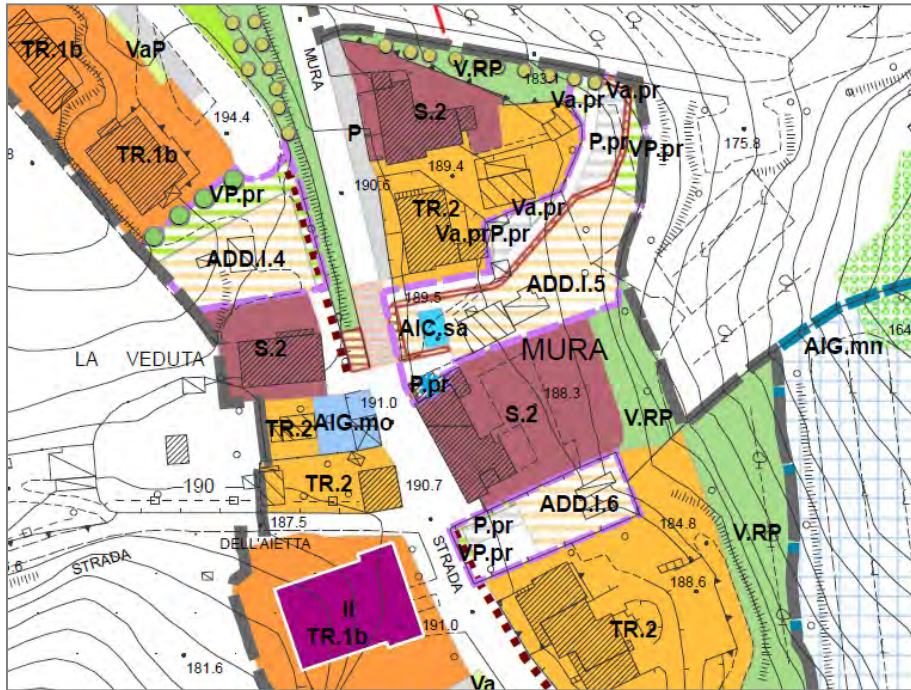 TR.1b
VaP
MURA
V.RP
183.1
Va.pr
Va.pr
194.4
S.2
P
P.pr
VP.pr
175.8
TR.1b
189.4
190.6
VP.pr
TR.2
Va.pr
Va.pr
P.pr
ADD.I.4
ADD.I.5
189.5
AIC.sa
164
LA VEDUTA
S.2
MURA
AIG.mn
P.pr
188.3
191.0
S.2
V.RP
TR.2
AIG.mo
TR.2
190
190.7
ADD.I.6
187.5
P.pr
184.8
V.RP
DELL'AIETTA
VP.pr
STRADA
STRADA
188.6
II
TR.1b
191.0
TR.2
181.6
Va